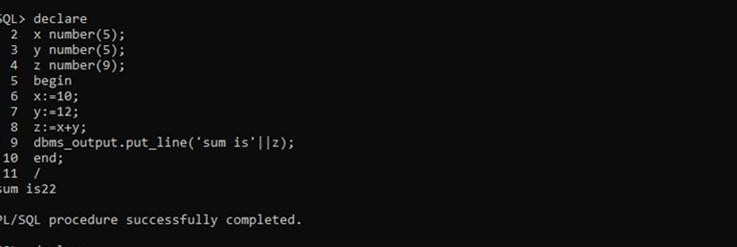 SQL> declare
2 x number(5);
3 y number(5);
4 z number(9);
5 begin
6 x:=10;
7 y:=12;
8 z:=x+y;
9 dbms_output.put_line('sum is'||z);
10 end;
11 /
sum is22
PL/SQL procedure successfully completed.